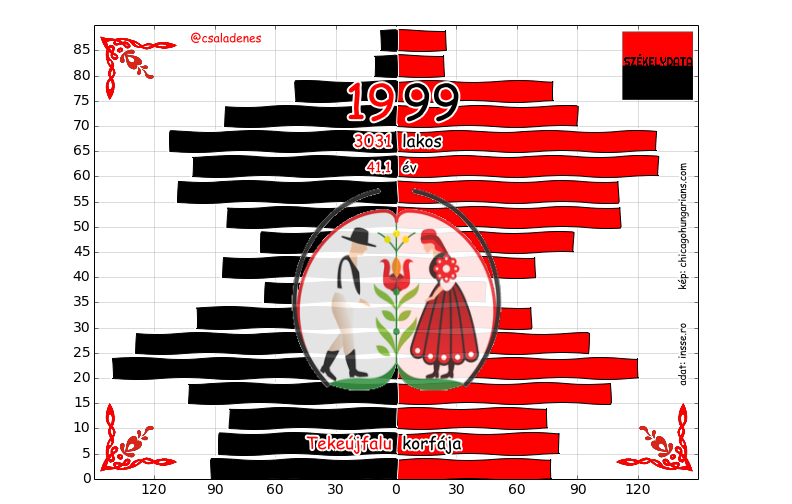 @csaladenes
SZÉKELYDATA
1999
3031 lakos
41,1 év
kép: chicagohungarians.com
adat: insse.ro
Tekeújfalu korfája
85
80
75
70
65
60
55
50
45
40
35
30
25
20
15
10
5
0
120 90 60 30 0 30 60 90 120